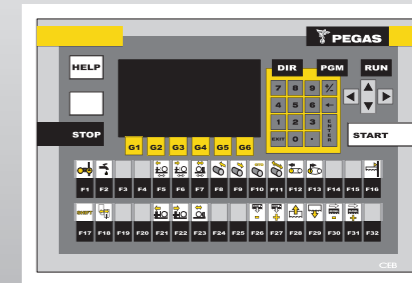 PEGAS
HELP
DIR PGM RUN
7 8 9 +/-
4 5 6 ←
1 2 3 ENTER
EXIT 0 .
STOP
START
G1 G2 G3 G4 G5 G6
F1 F2 F3 F4 F5 F6 F7 F8 F9 F10 F11 F12 F13 F14 F15 F16
SHIFT
F17 F18 F19 F20 F21 F22 F23 F24 F25 F26 F27 F28 F29 F30 F31 F32